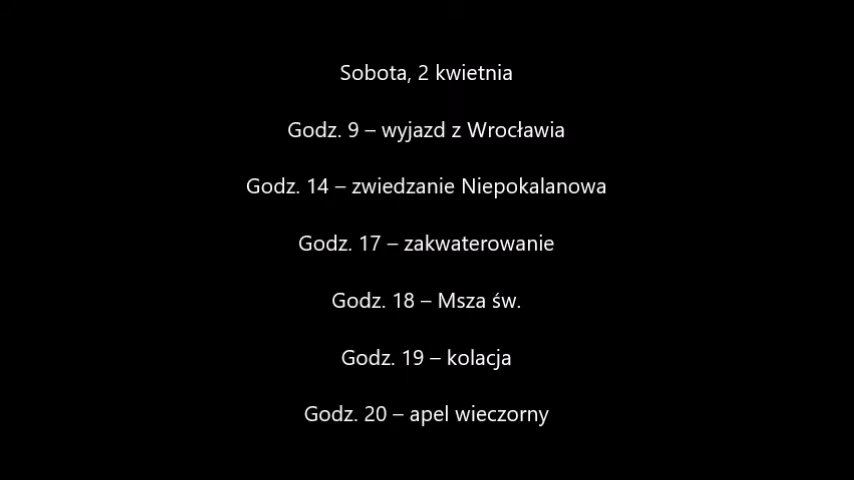 Sobota, 2 kwietnia
Godz. 9 – wyjazd z Wrocławia
Godz. 14 – zwiedzanie Niepokalanowa
Godz. 17 – zakwaterowanie
Godz. 18 – Msza św.
Godz. 19 – kolacja
Godz. 20 – apel wieczorny